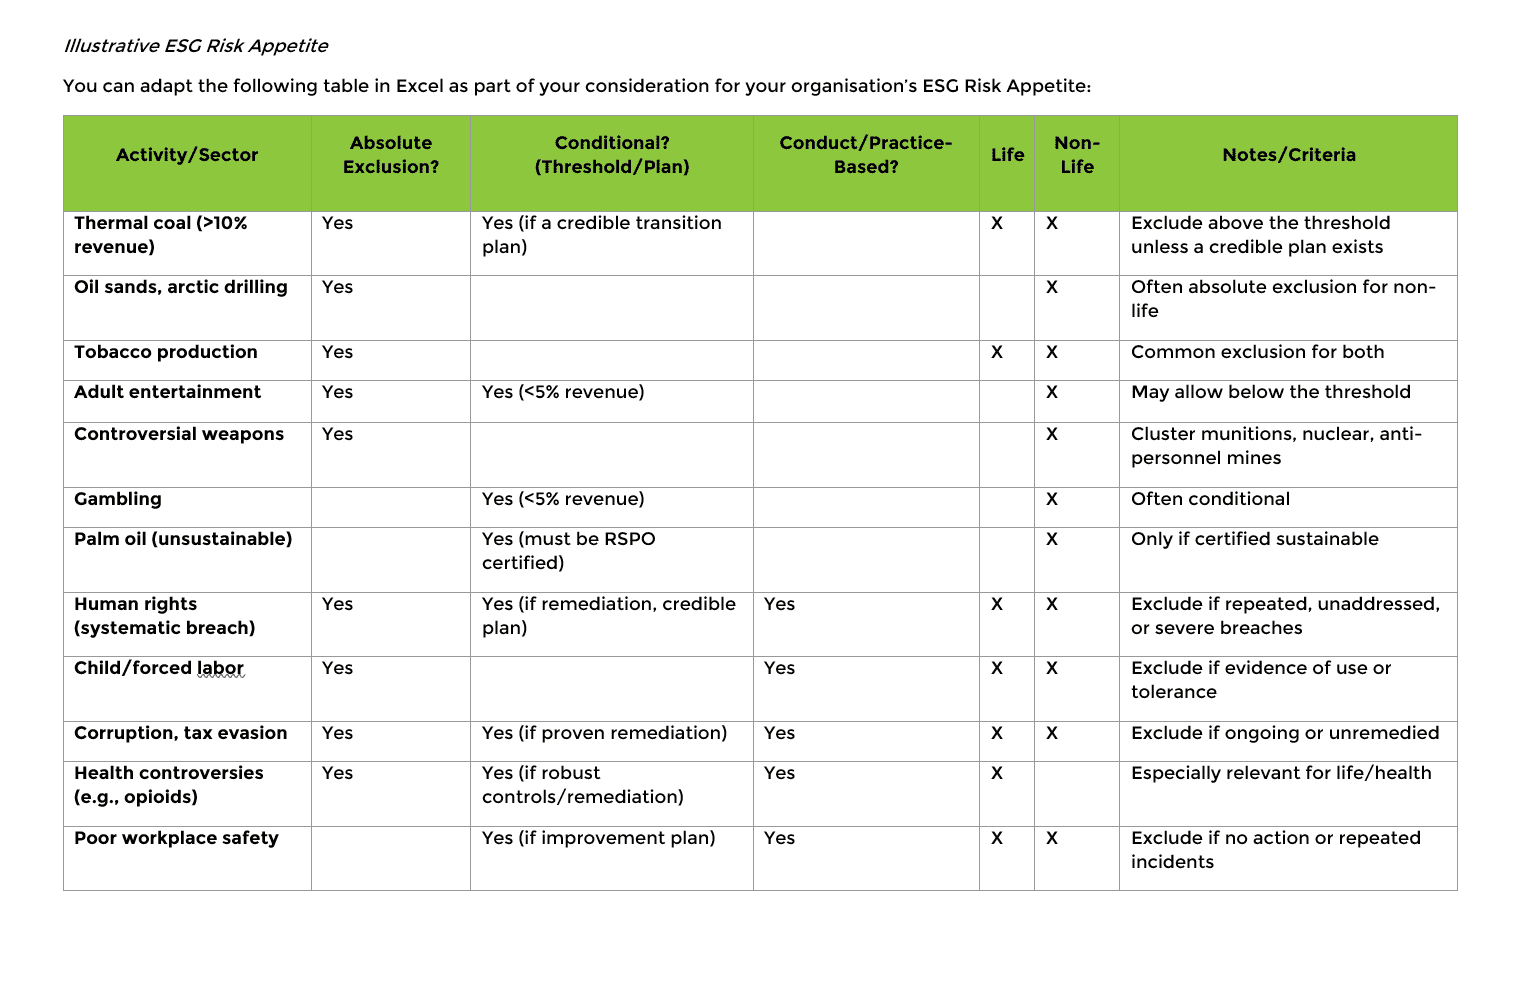 Illustrative ESG Risk Appetite
You can adapt the following table in Excel as part of your consideration for your organisation's ESG Risk Appetite:
Activity/Sector
Absolute
Exclusion?
Conditional?
(Threshold/Plan)
Conduct/Practice-
Based?
Life
Non-
Life
Notes/Criteria
Thermal coal (>10%
revenue)
Yes
Yes (if a credible transition
plan)
X
X
Exclude above the threshold
unless a credible plan exists
Oil sands, arctic drilling
Yes
X
Often absolute exclusion for non-
life
Tobacco production
Yes
X
X
Common exclusion for both
Adult entertainment
Yes
Yes (<5% revenue)
X
May allow below the threshold
Controversial weapons
Yes
X
Cluster munitions, nuclear, anti-
personnel mines
Gambling
Yes (<5% revenue)
X
Often conditional
Palm oil (unsustainable)
Yes (must be RSPO
certified)
X
Only if certified sustainable
Human rights
(systematic breach)
Yes
Yes (if remediation, credible
plan)
Yes
X
X
Exclude if repeated, unaddressed,
or severe breaches
Child/forced labor
Yes
Yes
X
X
Exclude if evidence of use or
tolerance
Corruption, tax evasion
Yes
Yes (if proven remediation)
Yes
X
X
Exclude if ongoing or unremedied
Health controversies
(e.g., opioids)
Yes
Yes (if robust
controls/remediation)
Yes
X
Especially relevant for life/health
Poor workplace safety
Yes (if improvement plan)
Yes
X
X
Exclude if no action or repeated
incidents